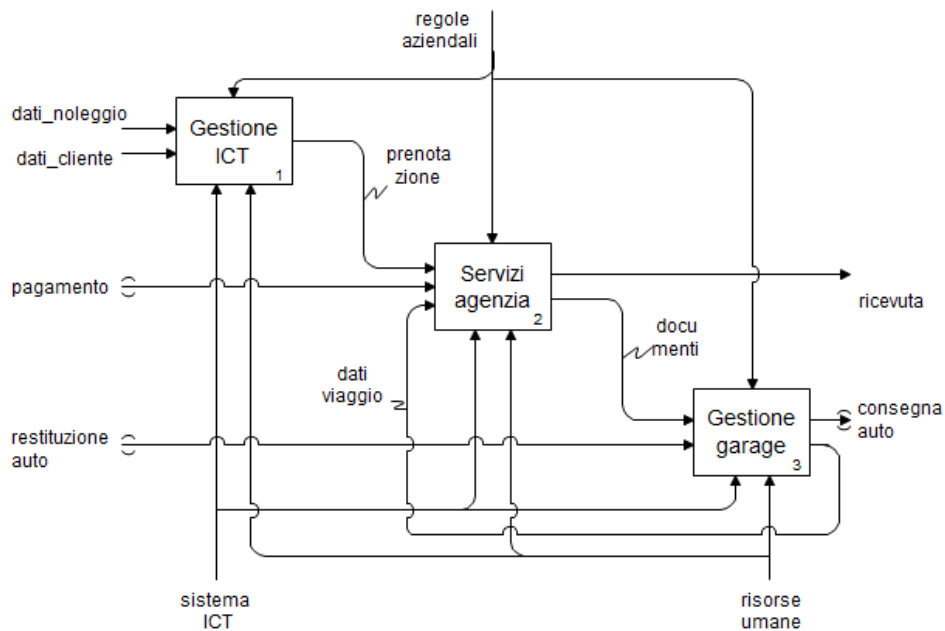 regole
aziendali
dati_noleggio
dati_cliente
Gestione
ICT
1
prenota
zione
pagamento
Servizi
agenzia
2
ricevuta
docu
menti
dati
viaggio
restituzione
auto
Gestione
garage
3
consegna
auto
sistema
ICT
risorse
umane